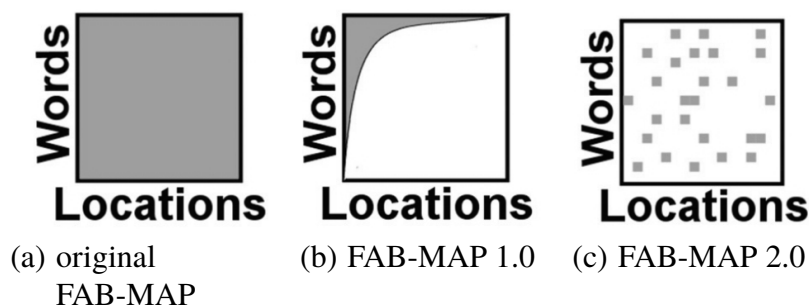 Words
Locations
Words
Locations
Words
Locations
(a) original
FAB-MAP
(b) FAB-MAP 1.0
(c) FAB-MAP 2.0